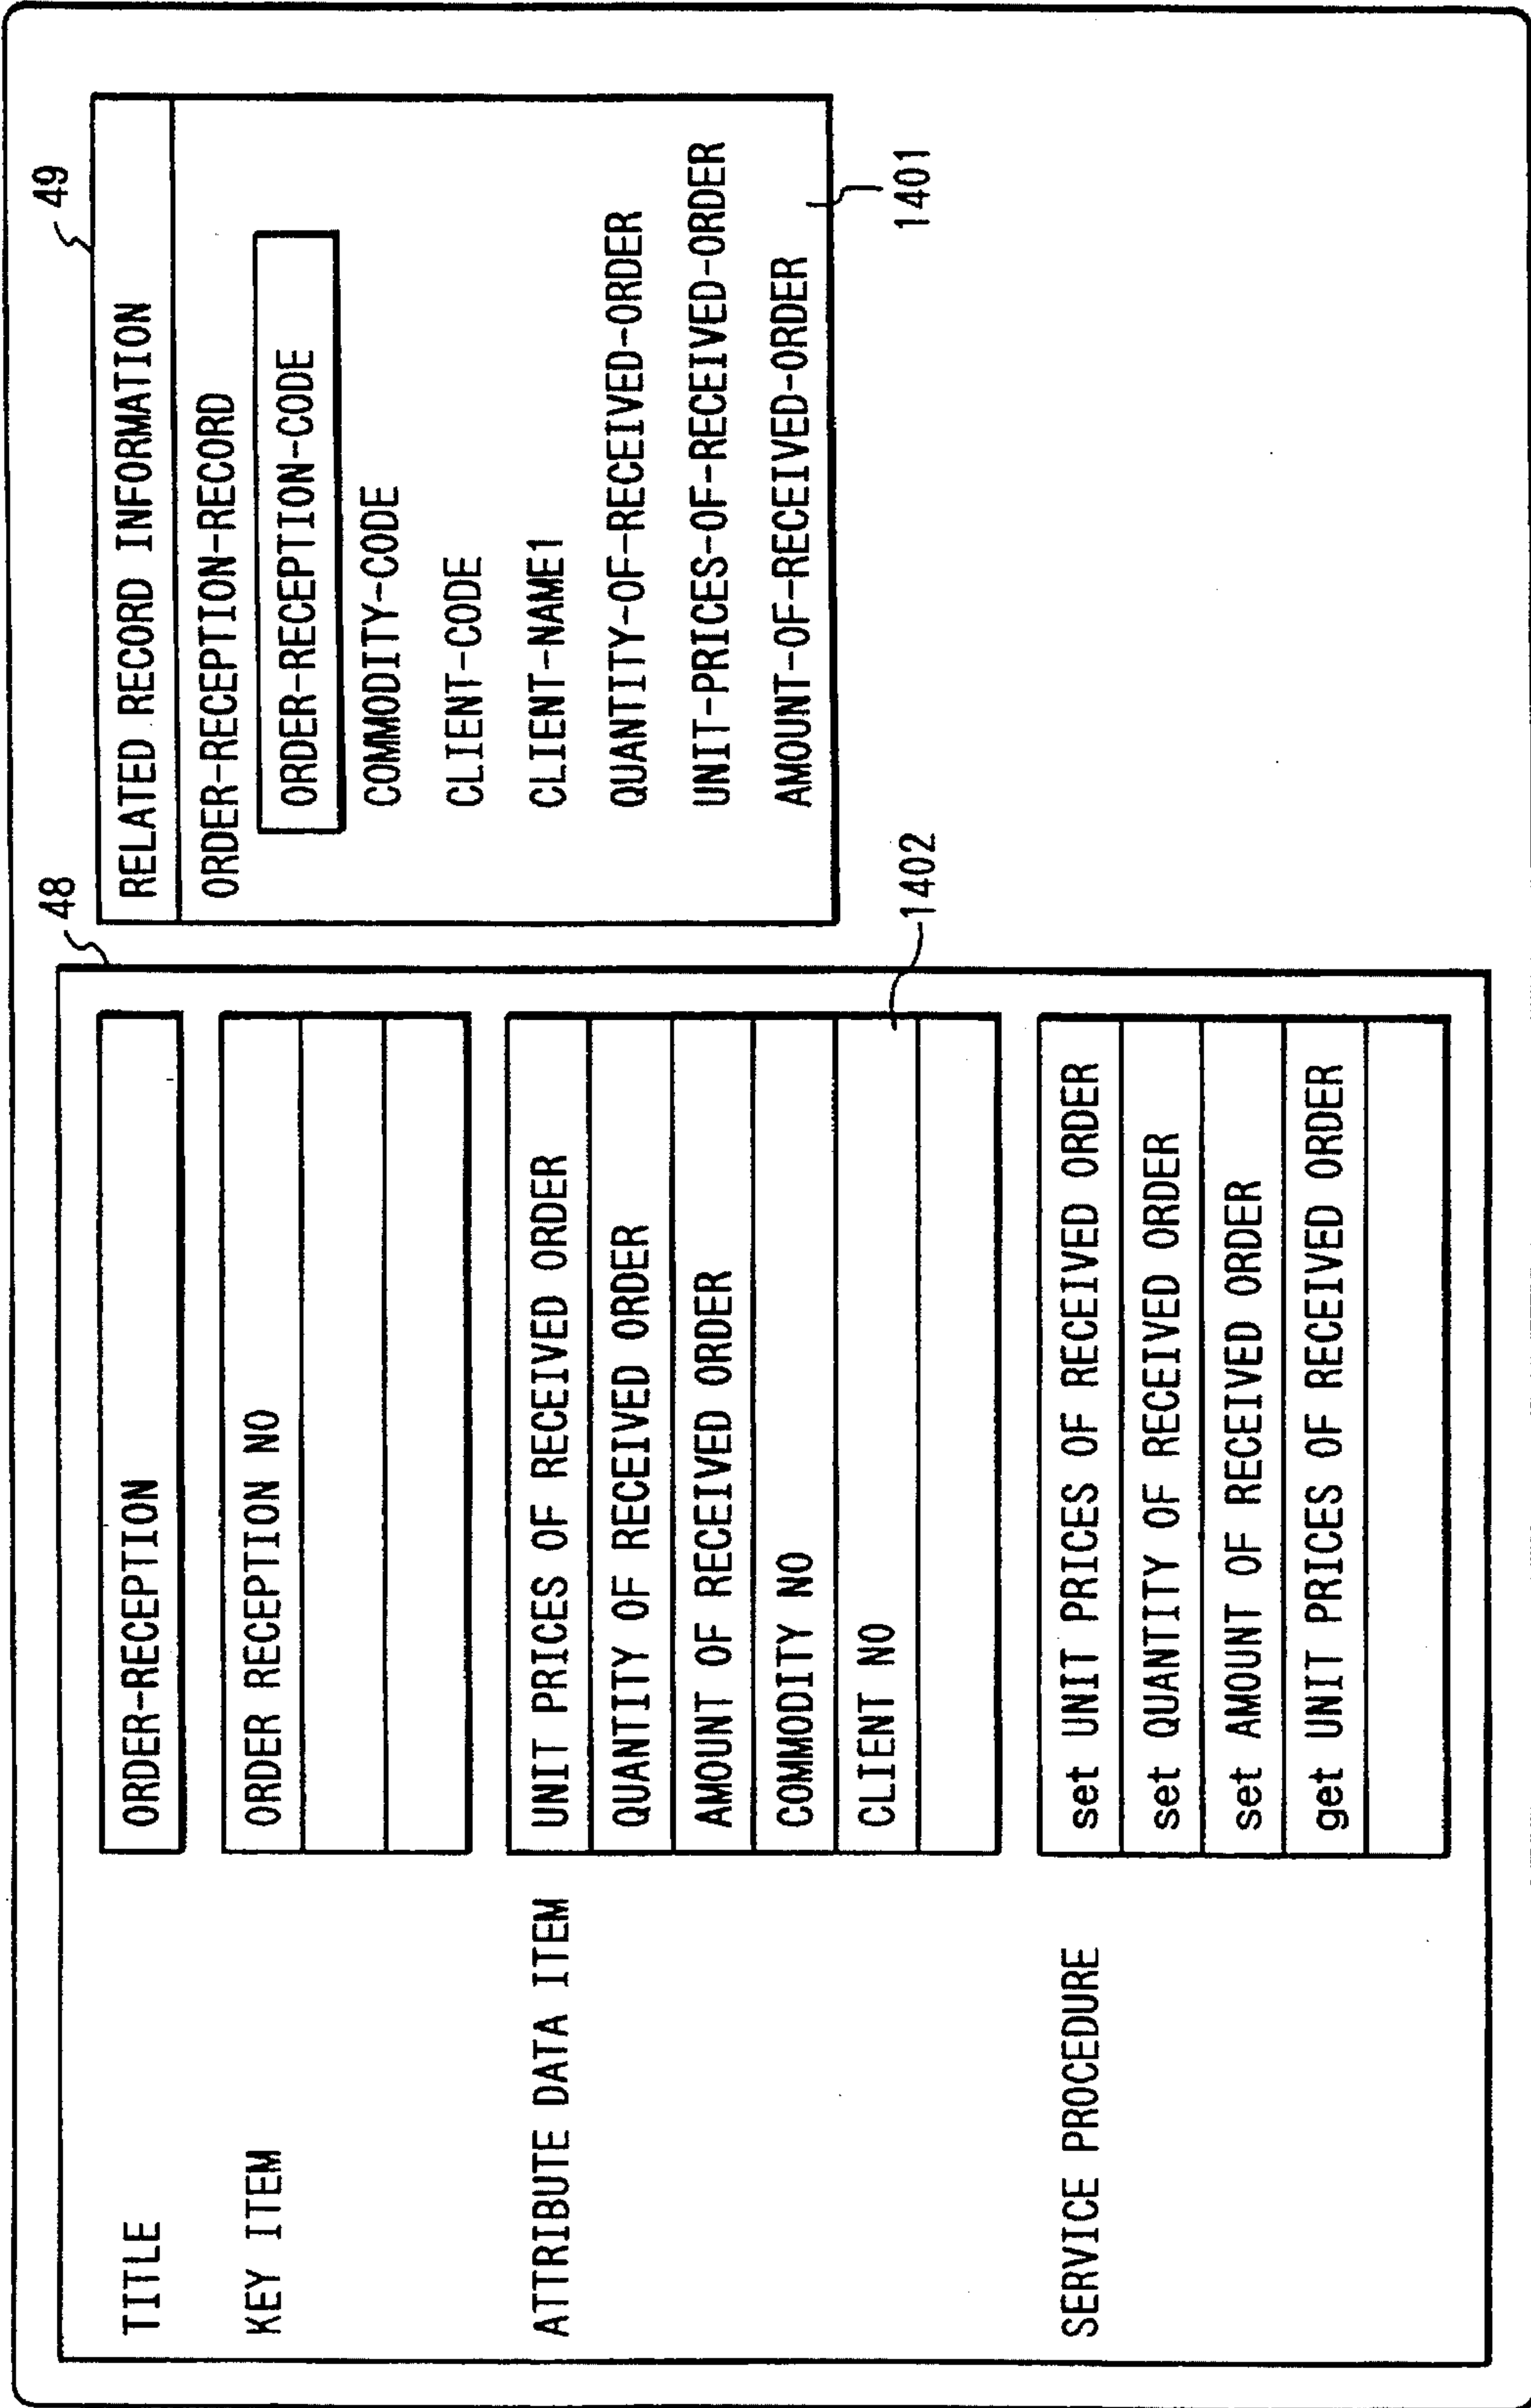 48
TITLE
ORDER-RECEPTION
KEY ITEM
ORDER RECEPTION NO
ATTRIBUTE DATA ITEM
UNIT PRICES OF RECEIVED ORDER
QUANTITY OF RECEIVED ORDER
AMOUNT OF RECEIVED ORDER
COMMODITY NO
CLIENT NO
1402
SERVICE PROCEDURE
set UNIT PRICES OF RECEIVED ORDER
set QUANTITY OF RECEIVED ORDER
set AMOUNT OF RECEIVED ORDER
get UNIT PRICES OF RECEIVED ORDER
49
RELATED RECORD INFORMATION
ORDER-RECEPTION-RECORD
ORDER-RECEPTION-CODE
COMMODITY-CODE
CLIENT-CODE
CLIENT-NAME1
QUANTITY-OF-RECEIVED-ORDER
UNIT-PRICES-OF-RECEIVED-ORDER
AMOUNT-OF-RECEIVED-ORDER
1401